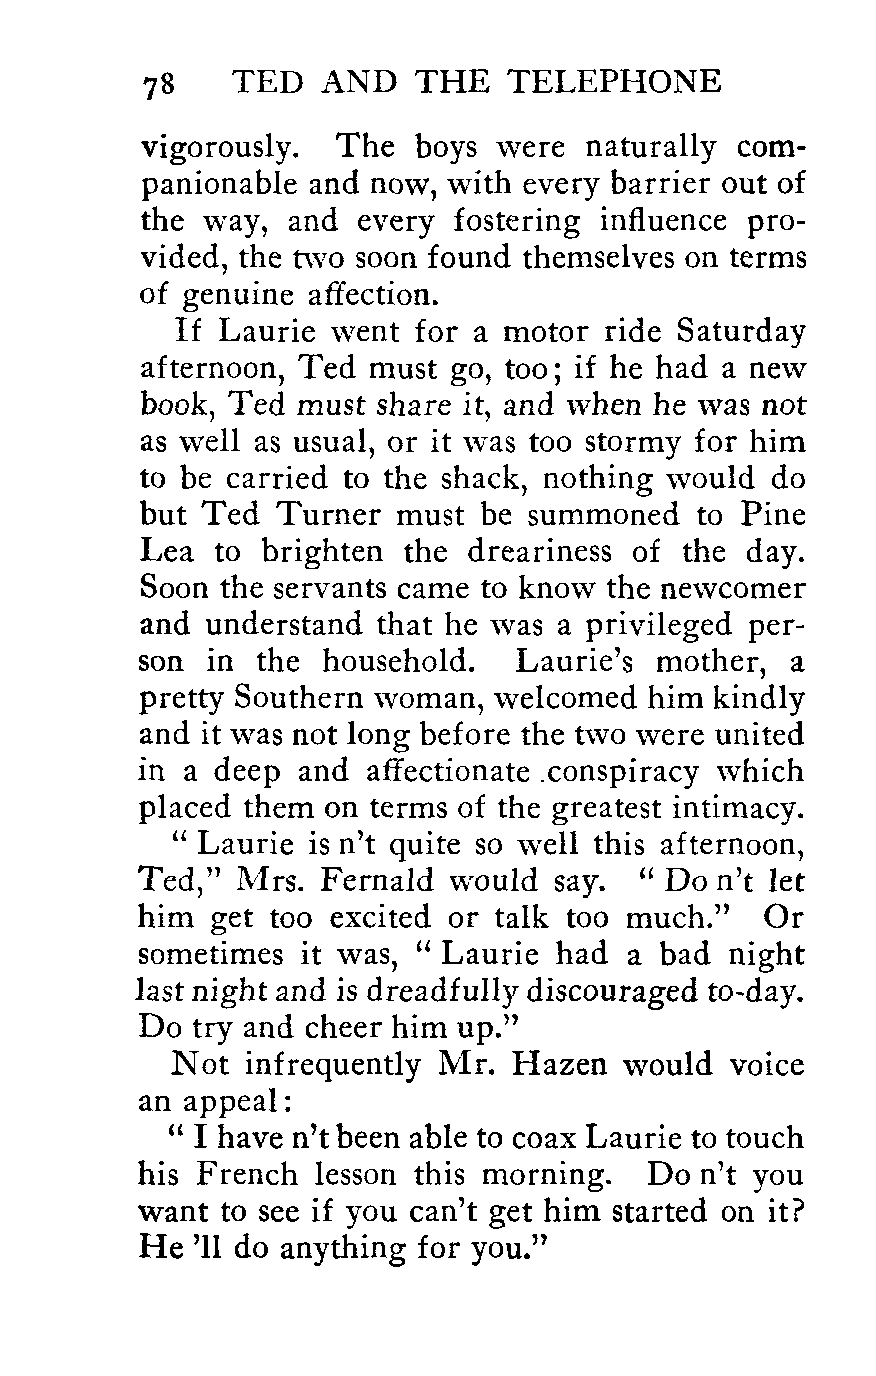 78 TED AND THE TELEPHONE
vigorously. The boys were naturally com-
panionable and now, with every barrier out of
the way, and every fostering influence pro-
vided, the two soon found themselves on terms
of genuine affection.
If Laurie went for a motor ride Saturday
afternoon, Ted must go, too; if he had a new
book, Ted must share it, and when he was not
as well as usual, or it was too stormy for him
to be carried to the shack, nothing would do
but Ted Turner must be summoned to Pine
Lea to brighten the dreariness of the day.
Soon the servants came to know the newcomer
and understand that he was a privileged per-
son in the household. Laurie's mother, a
pretty Southern woman, welcomed him kindly
and it was not long before the two were united
in a deep and affectionate .conspiracy which
placed them on terms of the greatest intimacy.
" Laurie is n't quite so well this afternoon,
Ted," Mrs. Fernald would say. " Do n't let
him get too excited or talk too much." Or
sometimes it was, " Laurie had a bad night
last night and is dreadfully discouraged to-day.
Do try and cheer him up."
Not infrequently Mr. Hazen would voice
an appeal:
" I have n't been able to coax Laurie to touch
his French lesson this morning. Do n't you
want to see if you can't get him started on it?
He 'll do anything for you."